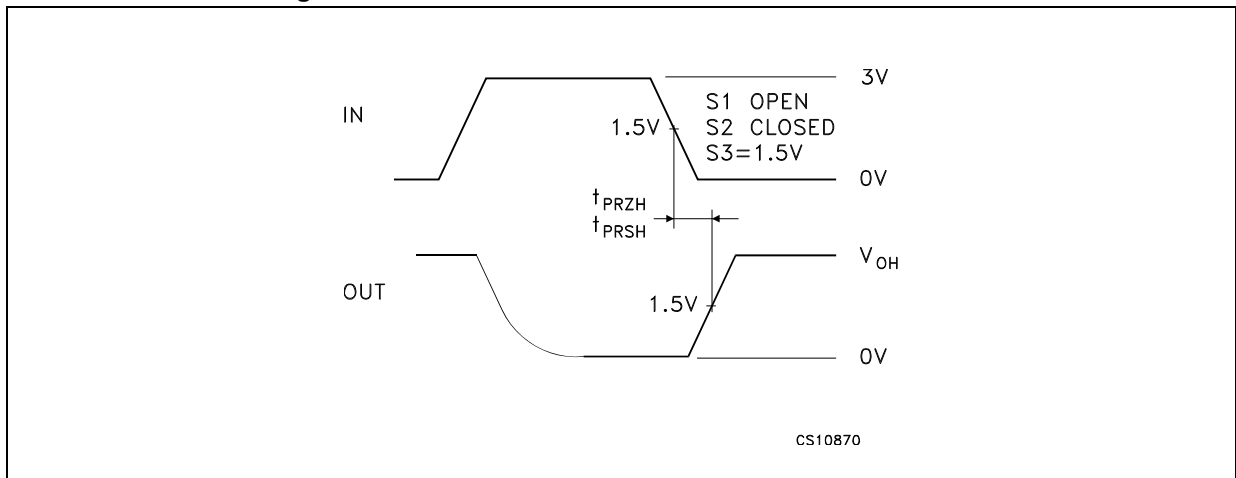 g
3V
IN
S1 OPEN
1.5V
S2 CLOSED
S3=1.5V
0V
tPRZH
tPRSH
VOH
OUT
1.5V
0V
CS10870